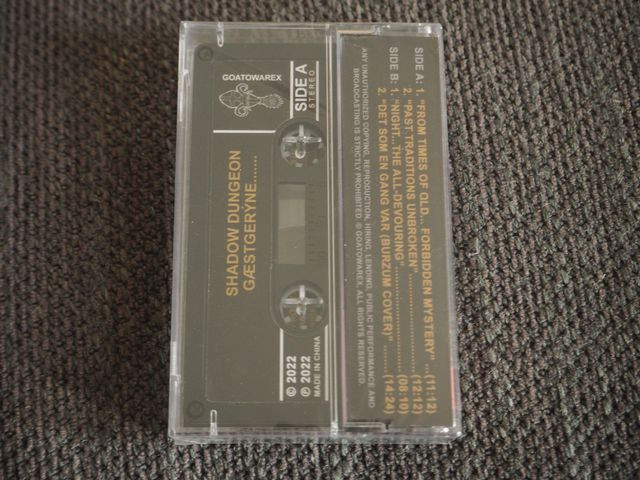 GOATOWAREX
SIDE A
STEREO
SHADOW DUNGEON
GÆSTGERÝNE........
© 2022
℗ 2022
MADE IN CHINA
SIDE A: 1. "FROM TIMES OF OLD... FORBIDDEN MYSTERY" ...(11:12)
2. "PAST TRADITIONS UNBROKEN" ........................(12:12)
SIDE B: 1. "NIGHT...THE ALL-DEVOURING" ........................(08:10)
2. "DET SOM EN GANG VAR (BURZUM COVER)" .......(14:24)
ANY UNAUTHORIZED COPYING, REPRODUCTION, HIRING, LENDING, PUBLIC PERFORMANCE AND
BROADCASTING IS STRICTLY PROHIBITED. © GOATOWAREX, ALL RIGHTS RESERVED.